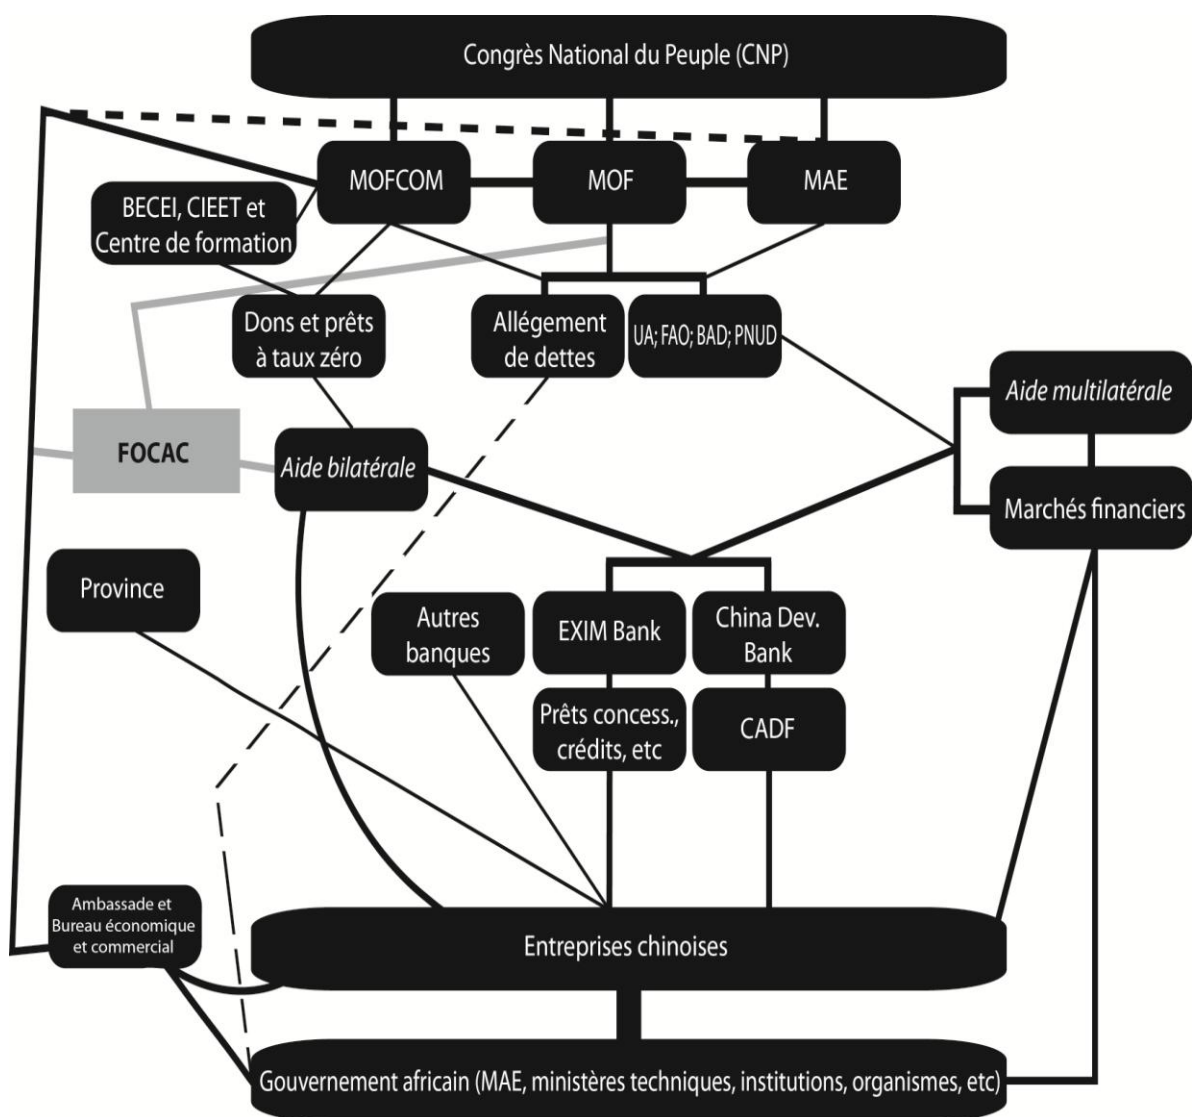 Congrès National du Peuple (CNP)
MOFCOM
MOF
MAE
BECEI, CIEET et
Centre de formation
Dons et prêts
à taux zéro
Allégement
de dettes
UA; FAO; BAD; PNUD
Aide multilatérale
FOCAC
Aide bilatérale
Marchés financiers
Province
Autres
banques
EXIM Bank
China Dev.
Bank
Prêts concess.,
crédits, etc
CADF
Ambassade et
Bureau économique
et commercial
Entreprises chinoises
Gouvernement africain (MAE, ministères techniques, institutions, organismes, etc)